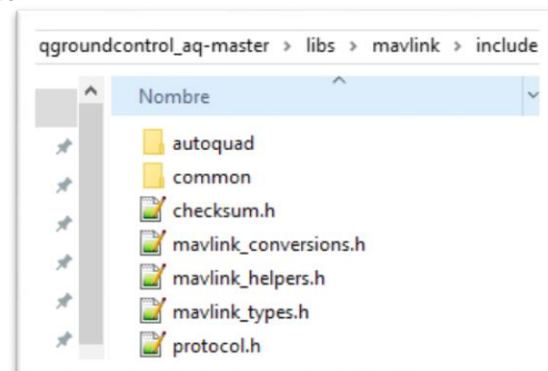 qgroundcontrol_aq-master > libs > mavlink > include
Nombre
autoquad
common
checksum.h
mavlink_conversions.h
mavlink_helpers.h
mavlink_types.h
protocol.h